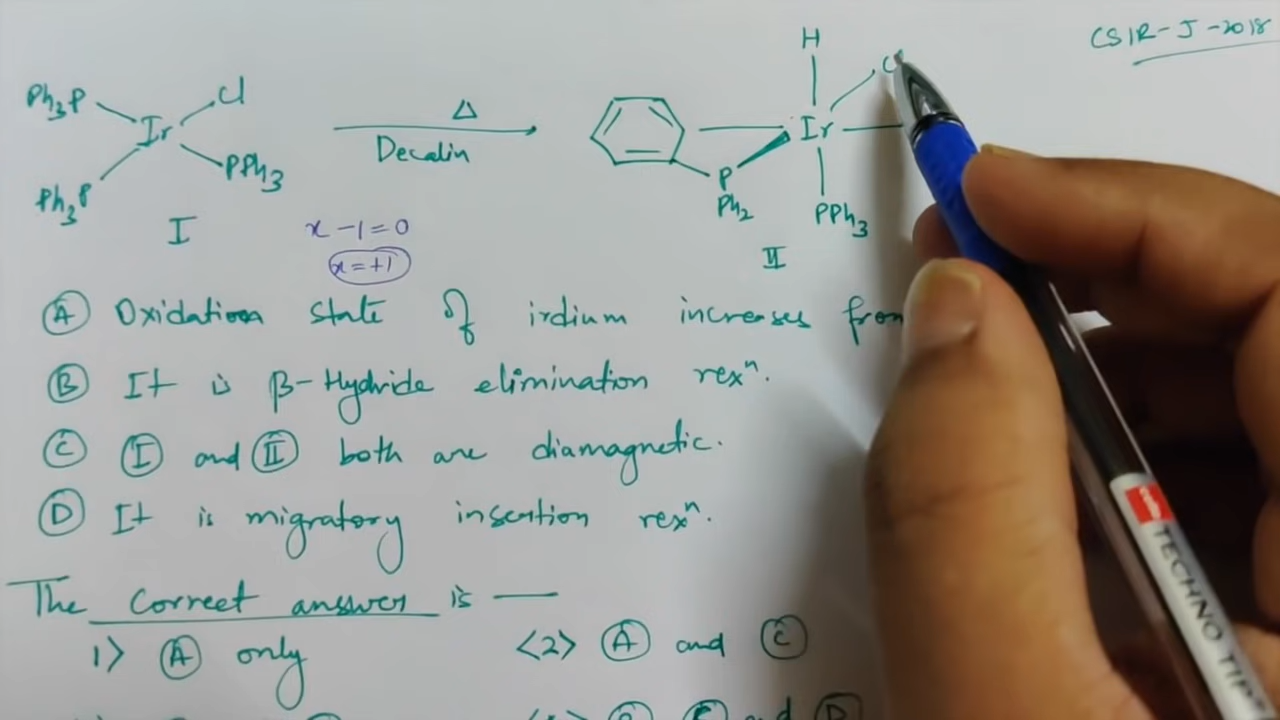 CSIR-J-2018
H
Ph₃P Cl
Ir
Ph₃P PPh₃
I
Δ
Decalin
Ir
P
Ph₂ PPh₃
II
x - 1 = 0
x = +1
Ⓐ Oxidation state of irdium increases from
Ⓑ It is β-Hydride elimination rexⁿ.
Ⓒ Ⓘ and Ⅱ both are diamagnetic.
Ⓓ It is migratory insertion rexⁿ.
The correct answer is —
1> Ⓐ only <2> Ⓐ and Ⓒ
and Ⓓ
TECHNO TIP